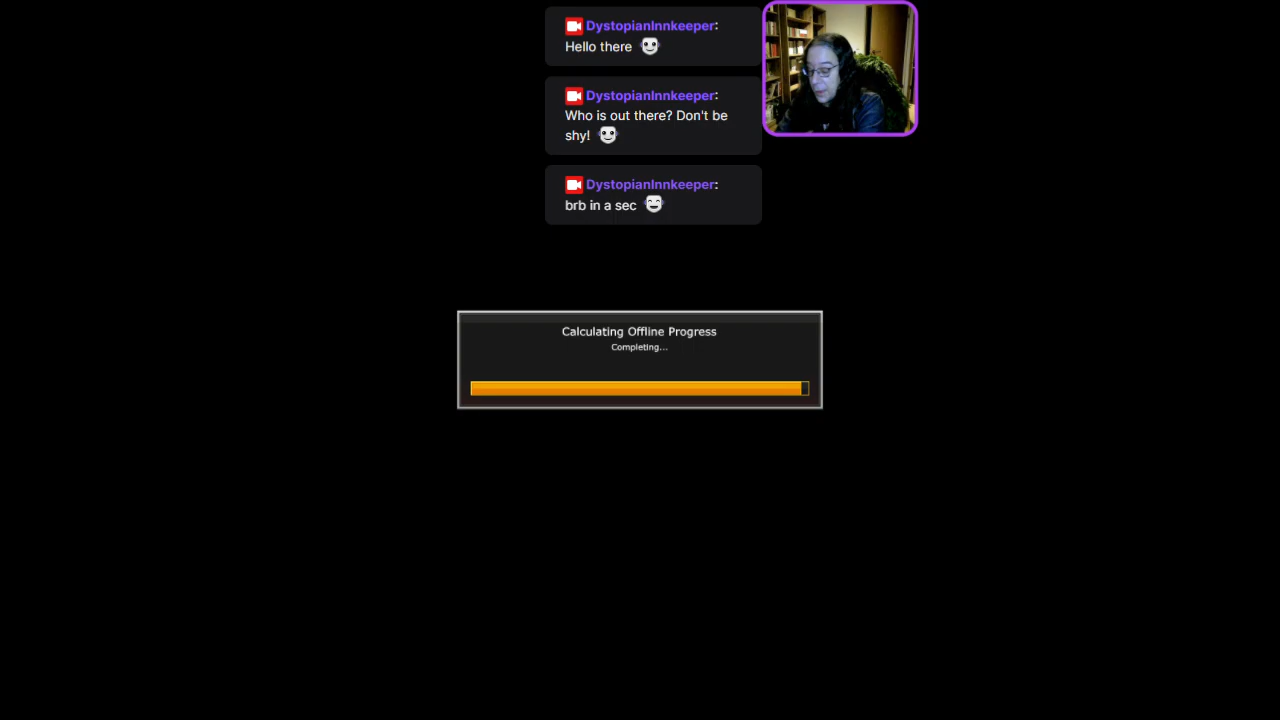 DystopianInnkeeper:
Hello there
DystopianInnkeeper:
Who is out there? Don't be
shy!
DystopianInnkeeper:
brb in a sec
Calculating Offline Progress
Completing...